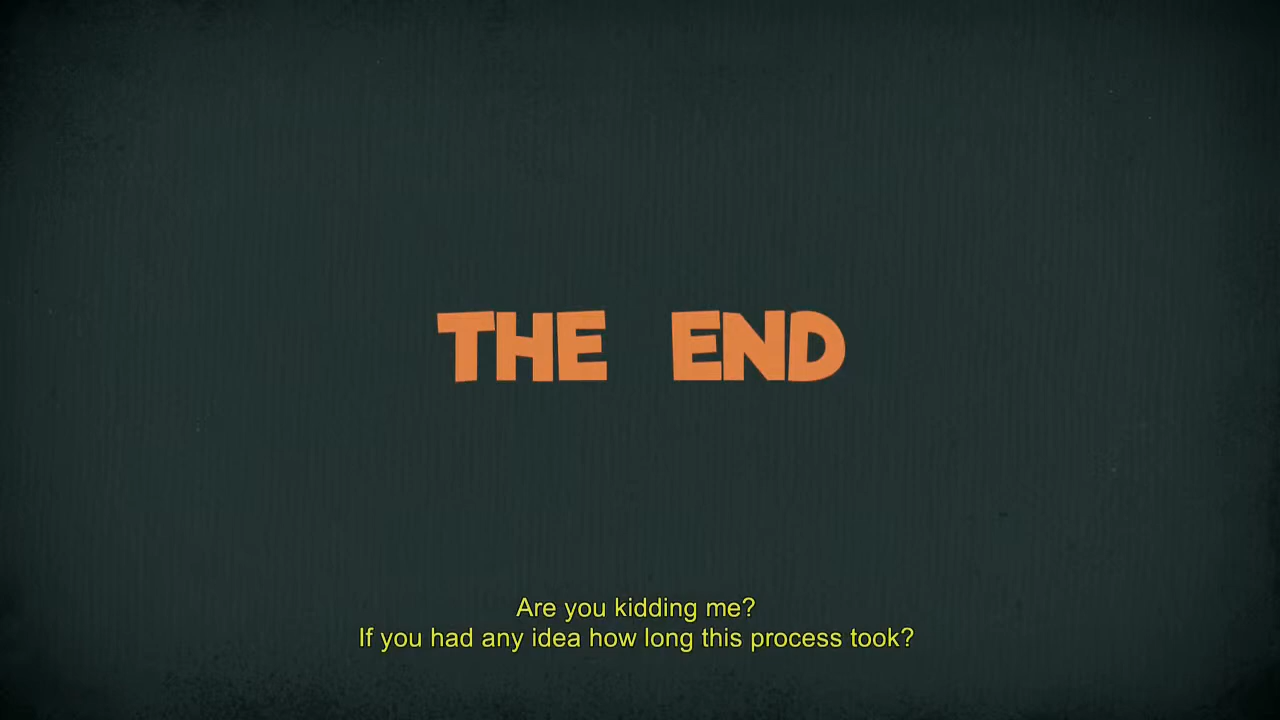 THE END
Are you kidding me?
If you had any idea how long this process took?